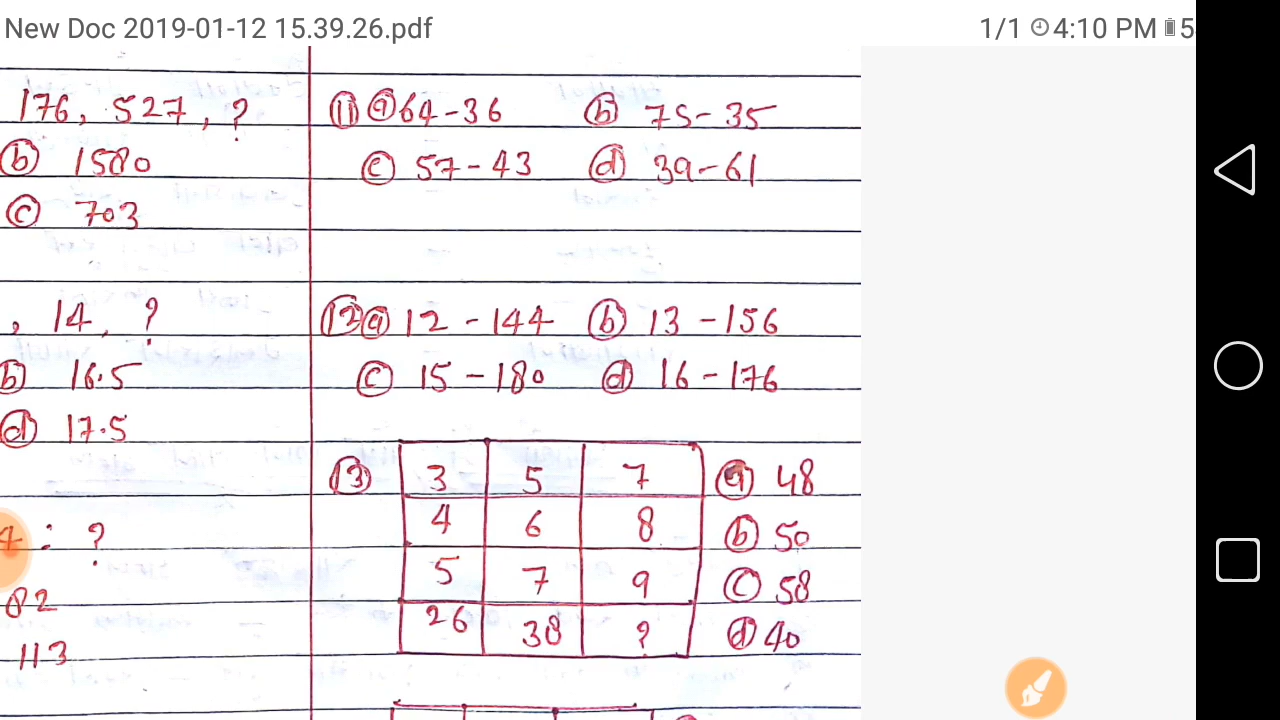 New Doc 2019-01-12 15.39.26.pdf
1/1 4:10 PM 5
176, 527, ?
(b) 1580
(c) 703
, 14, ?
(b) 16.5
(d) 17.5
4 : ?
82
113
(11) (a) 64-36 (b) 75-35
(c) 57-43 (d) 39-61
(12) (a) 12-144 (b) 13-156
(c) 15-180 (d) 16-176
(13) 3 5 7 (a) 48
4 6 8 (b) 50
5 7 9 (c) 58
26 38 ? (d) 40